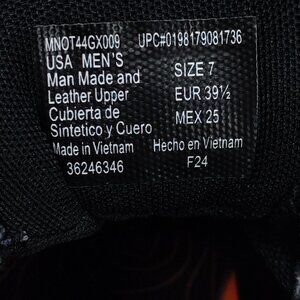 MNOT44GX009 UPC#0198179081736
USA MEN'S SIZE 7
Man Made and
Leather Upper EUR 39½
Cubierta de MEX 25
Sintetico y Cuero
Made in Vietnam Hecho en Vietnam
36246346 F24